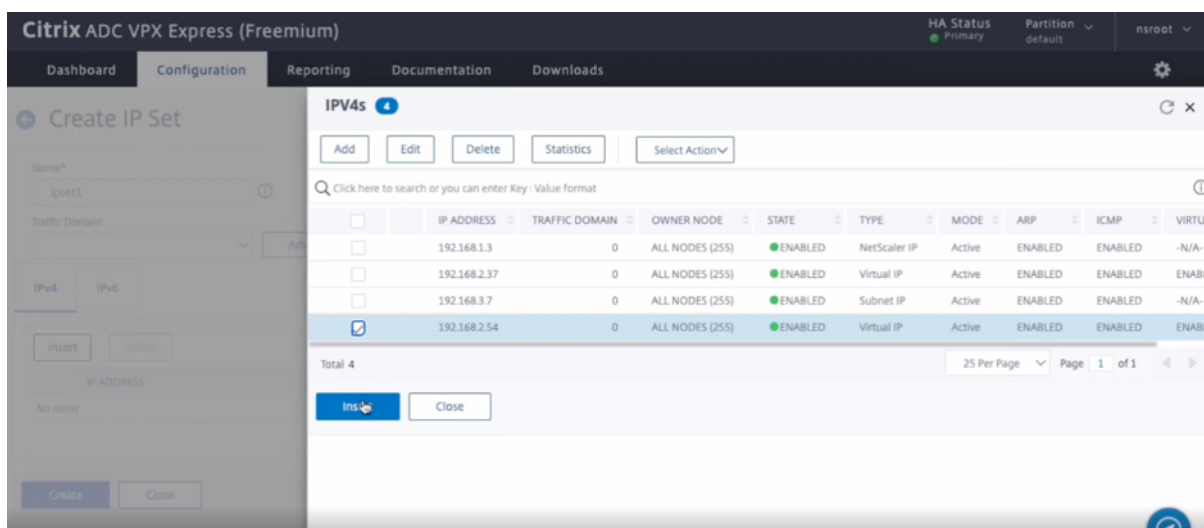 Citrix ADC VPX Express (Freemium)
HA Status Partition nsroot
Primary default
Dashboard Configuration Reporting Documentation Downloads
Create IP Set
Name*
ipset1
Traffic Domain
Add
IPv4 IPv6
Insert Delete
IP ADDRESS
No items
Create Close
IPV4s 4
Add Edit Delete Statistics Select Action
Click here to search or you can enter Key : Value format
IP ADDRESS TRAFFIC DOMAIN OWNER NODE STATE TYPE MODE ARP ICMP VIRTU
192.168.1.3 0 ALL NODES (255) ENABLED NetScaler IP Active ENABLED ENABLED -N/A-
192.168.2.37 0 ALL NODES (255) ENABLED Virtual IP Active ENABLED ENABLED ENAB
192.168.3.7 0 ALL NODES (255) ENABLED Subnet IP Active ENABLED ENABLED -N/A-
192.168.2.54 0 ALL NODES (255) ENABLED Virtual IP Active ENABLED ENABLED ENAB
Total 4
25 Per Page Page 1 of 1
Close